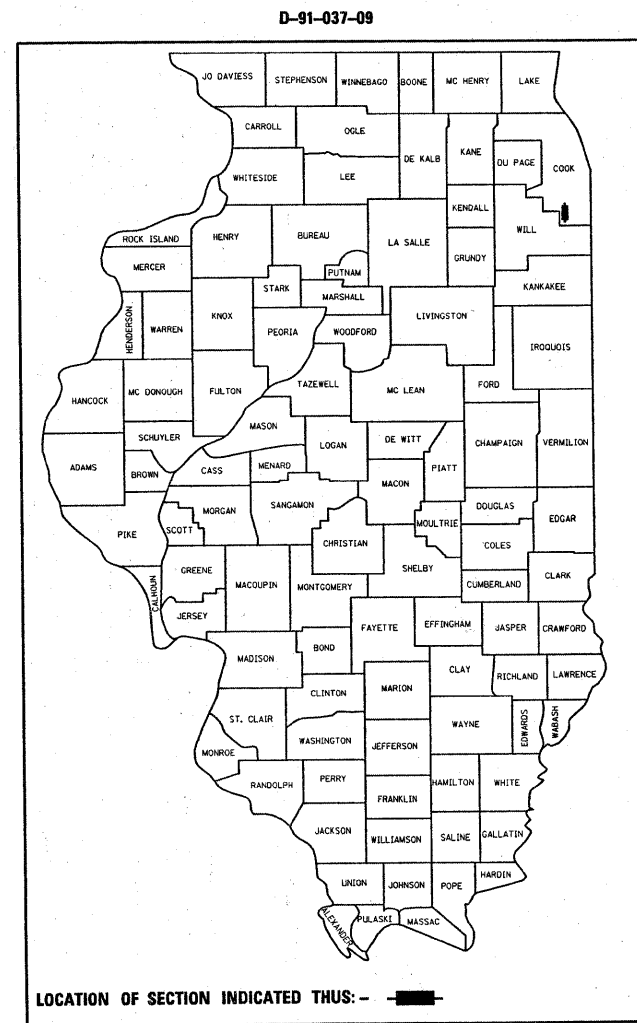 D-91-037-09
JO DAVIESS
STEPHENSON
WINNEBAGO
BOONE
MC HENRY
LAKE
CARROLL
OGLE
DE KALB
KANE
DU PAGE
COOK
WHITESIDE
LEE
KENDALL
WILL
ROCK ISLAND
HENRY
BUREAU
LA SALLE
GRUNDY
MERCER
PUTNAM
KANKAKEE
STARK
MARSHALL
HENDERSON
WARREN
KNOX
PEORIA
WOODFORD
LIVINGSTON
IROQUOIS
HANCOCK
MC DONOUGH
FULTON
TAZEWELL
MC LEAN
FORD
SCHUYLER
MASON
LOGAN
DE WITT
CHAMPAIGN
VERMILION
ADAMS
BROWN
CASS
MENARD
MACON
PIATT
PIKE
SCOTT
MORGAN
SANGAMON
CHRISTIAN
MOULTRIE
DOUGLAS
EDGAR
COLES
CALHOUN
GREENE
MACOUPIN
MONTGOMERY
SHELBY
CUMBERLAND
CLARK
JERSEY
FAYETTE
EFFINGHAM
JASPER
CRAWFORD
MADISON
BOND
CLAY
RICHLAND
LAWRENCE
CLINTON
MARION
ST. CLAIR
WAYNE
EDWARDS
WABASH
MONROE
WASHINGTON
JEFFERSON
RANDOLPH
PERRY
HAMILTON
WHITE
FRANKLIN
JACKSON
WILLIAMSON
SALINE
GALLATIN
UNION
JOHNSON
POPE
HARDIN
ALEXANDER
PULASKI
MASSAC
LOCATION OF SECTION INDICATED THUS: -